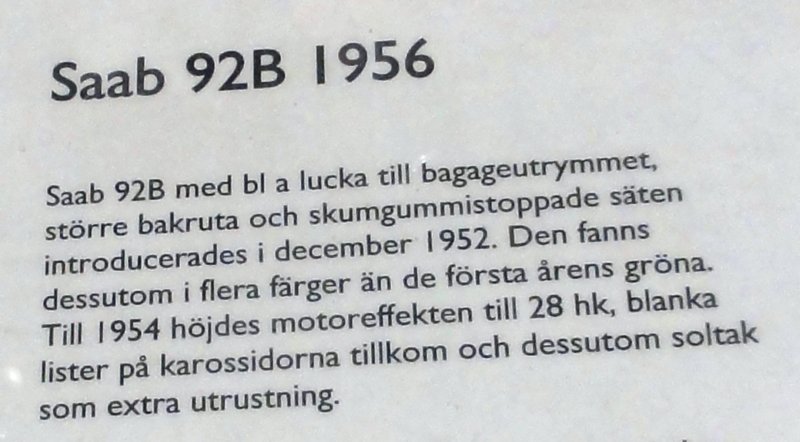 Saab 92B 1956
Saab 92B med bl a lucka till bagageutrymmet,
större bakruta och skumgummistoppade säten
introducerades i december 1952. Den fanns
dessutom i flera färger än de första årens gröna.
Till 1954 höjdes motoreffekten till 28 hk, blanka
lister på karossidorna tillkom och dessutom soltak
som extra utrustning.